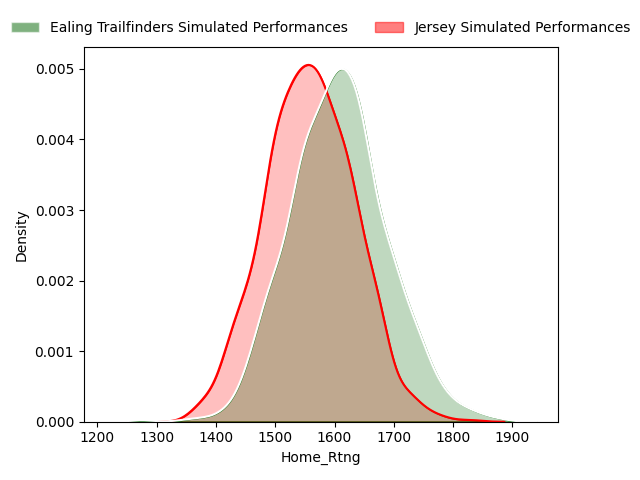 Ealing Trailfinders Simulated Performances Jersey Simulated Performances
0.005
0.004
0.003
0.002
0.001
0.000
Density
1200 1300 1400 1500 1600 1700 1800 1900
Home_Rtng